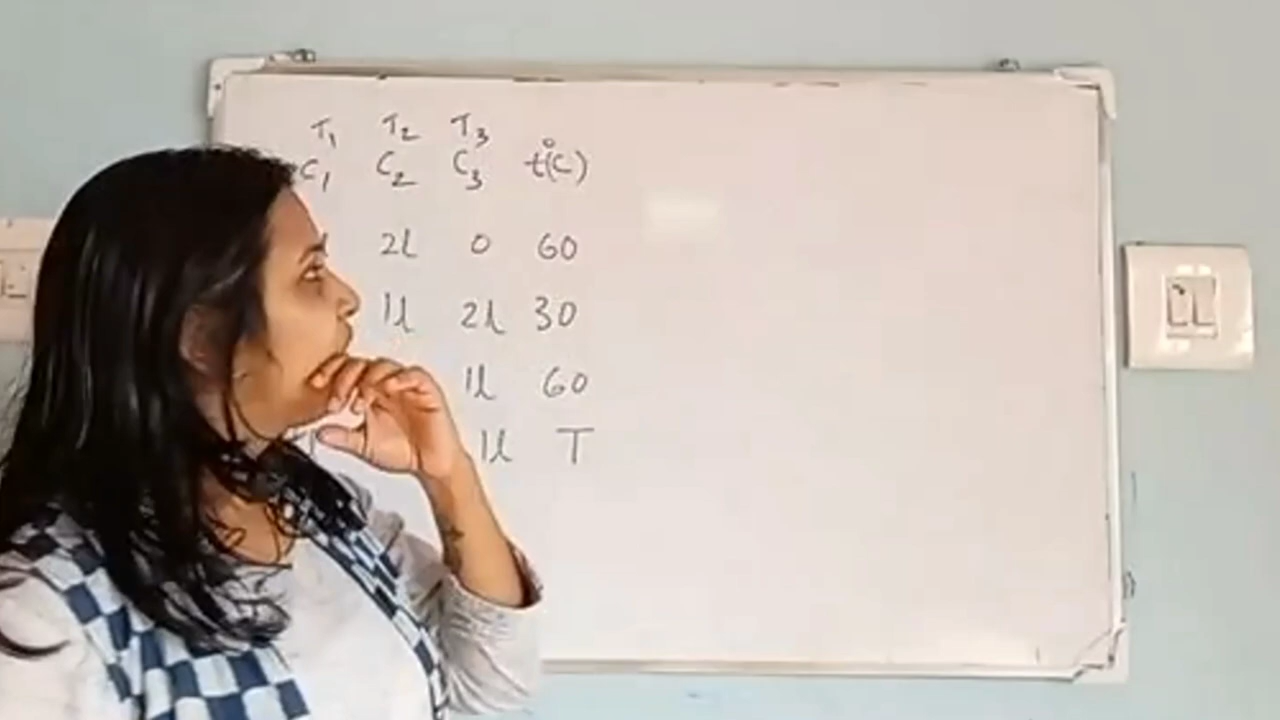 T₁ T₂ T₃
C₁ C₂ C₃ t(°C)
2l 0 60
1l 2l 30
1l 60
1l T